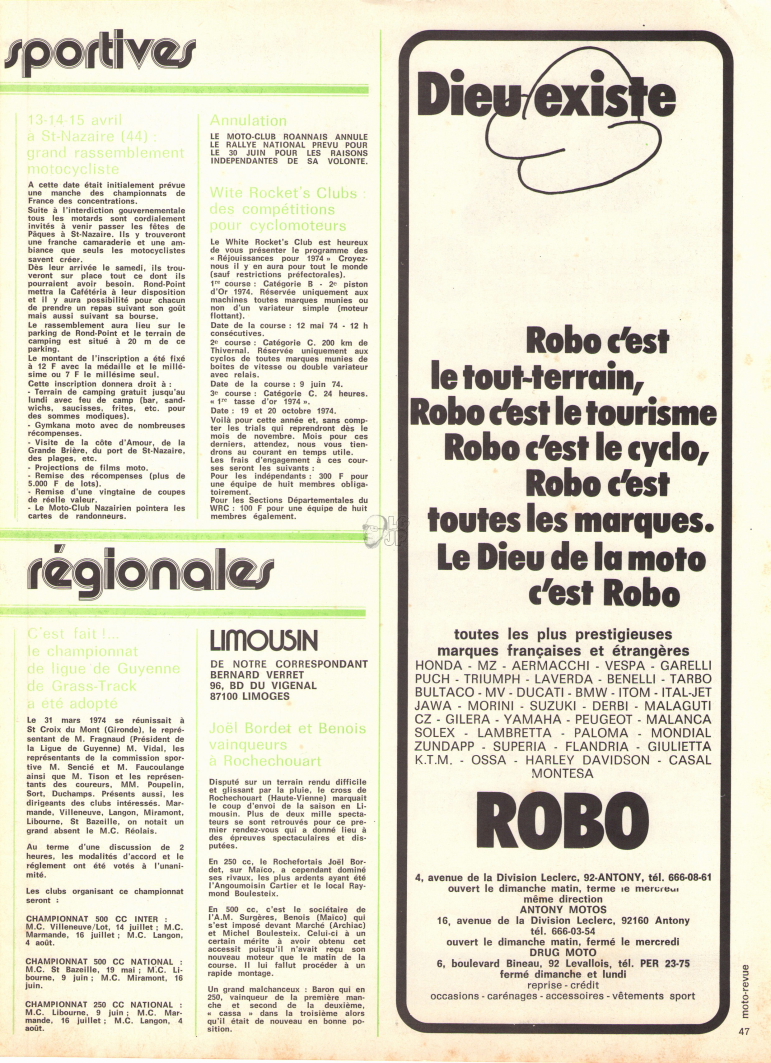 sportives
13-14-15 avril
à St-Nazaire (44) :
grand rassemblement
motocycliste
A cette date était initialement prévue
une manche des championnats de
France des concentrations.
Suite à l'interdiction gouvernementale
tous les motards sont cordialement
invités à venir passer les fêtes de
Pâques à St-Nazaire. Ils y trouveront
une franche camaraderie et une am-
biance que seuls les motocyclistes
savent créer.
Dès leur arrivée le samedi, ils trou-
veront sur place tout ce dont ils
pourraient avoir besoin. Rond-Point
mettra la Cafétéria à leur disposition
et il y aura possibilité pour chacun
de prendre un repas suivant son goût
mais aussi suivant sa bourse.
Le rassemblement aura lieu sur le
parking de Rond-Point et le terrain de
camping est situé à 20 m de ce
parking.
Le montant de l'inscription a été fixé
à 12 F avec la médaille et le millé-
sime ou 7 F le millésime seul.
Cette inscription donnera droit à :
- Terrain de camping gratuit jusqu'au
lundi avec feu de camp (bar, sand-
wichs, saucisses, frites, etc. pour
des sommes modiques).
- Gymkana moto avec de nombreuses
récompenses.
- Visite de la côte d'Amour, de la
Grande Brière, du port de St-Nazaire,
des plages, etc.
- Projections de films moto.
- Remise des récompenses (plus de
5.000 F de lots).
- Remise d'une vingtaine de coupes
de réelle valeur.
- Le Moto-Club Nazairien pointera les
cartes de randonneurs.
Annulation
LE MOTO-CLUB ROANNAIS ANNULE
LE RALLYE NATIONAL PREVU POUR
LE 30 JUIN POUR LES RAISONS
INDEPENDANTES DE SA VOLONTE.
Wite Rocket's Clubs :
des compétitions
pour cyclomoteurs
Le White Rocket's Club est heureux
de vous présenter le programme des
« Réjouissances pour 1974 » Croyez-
nous il y en aura pour tout le monde
(sauf restrictions préfectorales).
1re course : Catégorie B - 2e piston
d'Or 1974. Réservée uniquement aux
machines toutes marques munies ou
non d'un variateur simple (moteur
flottant).
Date de la course : 12 mai 74 - 12 h
consécutives.
2e course : Catégorie C. 200 km de
Thivernal. Réservée uniquement aux
cyclos de toutes marques munis de
boîtes de vitesse ou double variateur
avec relais.
Date de la course : 9 juin 74.
3e course : Catégorie C. 24 heures.
« 1re tasse d'or 1974 ».
Date : 19 et 20 octobre 1974.
Voilà pour cette année et, sans comp-
ter les trials qui reprendront dès le
mois de novembre. Mois pour ces
derniers, attendez, nous vous tien-
drons au courant en temps utile.
Les frais d'engagement à ces cour-
ses seront les suivants :
Pour les indépendants : 300 F pour
une équipe de huit membres obliga-
toirement.
Pour les Sections Départementales du
WRC : 100 F pour une équipe de huit
membres également.
régionales
C'est fait !...
le championnat
de ligue de Guyenne
de Grass-Track
a été adopté
Le 31 mars 1974 se réunissait à
St Croix du Mont (Gironde), le repré-
sentant de M. Fragnaud (Président de
la Ligue de Guyenne) M. Vidal, les
représentants de la commission spor-
tive M. Sencié et M. Faucoulange
ainsi que M. Tison et les représen-
tants des coureurs, MM. Poupelin,
Sort, Duchamps. Présents aussi, les
dirigeants des clubs intéressés. Mar-
mande, Villeneuve, Langon, Miramont,
Libourne, St Bazeille, on notait un
grand absent le M.C. Réolais.
Au terme d'une discussion de 2
heures, les modalités d'accord et le
réglement ont été votés à l'unani-
mité.
Les clubs organisant ce championnat
seront :
CHAMPIONNAT 500 CC INTER :
M.C. Villeneuve/Lot, 14 juillet ; M.C.
Marmande, 16 juillet ; M.C. Langon,
4 août.
CHAMPIONNAT 500 CC NATIONAL :
M.C. St Bazeille, 19 mai ; M.C. Li-
bourne, 9 juin ; M.C. Miramont, 16
juin.
CHAMPIONNAT 250 CC NATIONAL :
M.C. Libourne, 9 juin ; M.C. Mar-
mande, 16 juillet ; M.C. Langon, 4
août.
LIMOUSIN
DE NOTRE CORRESPONDANT
BERNARD VERRET
96, BD DU VIGENAL
87100 LIMOGES
Joël Bordet et Benois
vainqueurs
à Rochechouart
Disputé sur un terrain rendu difficile
et glissant par la pluie, le cross de
Rochechouart (Haute-Vienne) marquait
le coup d'envoi de la saison en Li-
mousin. Plus de deux mille specta-
teurs se sont retrouvés pour ce pre-
mier rendez-vous qui a donné lieu à
des épreuves spectaculaires et dis-
putées.
En 250 cc, le Rochefortais Joël Bor-
det, sur Maïco, a cependant dominé
ses rivaux, les plus ardents ayant été
l'Angoumoisin Cartier et le local Ray-
mond Boulesteix.
En 500 cc, c'est le sociétaire de
l'A.M. Surgères, Benois (Maico) qui
s'est imposé devant Marché (Archiac)
et Michel Boulesteix. Celui-ci à un
certain mérite à avoir obtenu cet
accessit puisqu'il n'avait reçu son
nouveau moteur que le matin de la
course. Il lui fallut procéder à un
rapide montage.
Un grand malchanceux : Baron qui en
250, vainqueur de la première man-
che et second de la deuxième,
« cassa » dans la troisième alors
qu'il était de nouveau en bonne po-
sition.
Dieu existe
Robo c'est
le tout-terrain,
Robo c'est le tourisme
Robo c'est le cyclo,
Robo c'est
toutes les marques.
Le Dieu de la moto
c'est Robo
toutes les plus prestigieuses
marques françaises et étrangères
HONDA - MZ - AERMACCHI - VESPA - GARELLI
PUCH - TRIUMPH - LAVERDA - BENELLI - TARBO
BULTACO - MV - DUCATI - BMW - ITOM - ITAL-JET
JAWA - MORINI - SUZUKI - DERBI - MALAGUTI
CZ - GILERA - YAMAHA - PEUGEOT - MALANCA
SOLEX - LAMBRETTA - PALOMA - MONDIAL
ZUNDAPP - SUPERIA - FLANDRIA - GIULIETTA
K.T.M. - OSSA - HARLEY DAVIDSON - CASAL
MONTESA
ROBO
4, avenue de la Division Leclerc, 92-ANTONY, tél. 666-08-61
ouvert le dimanche matin, fermé le mercredi
même direction
ANTONY MOTOS
16, avenue de la Division Leclerc, 92160 Antony
tél. 666-03-54
ouvert le dimanche matin, fermé le mercredi
DRUG MOTO
6, boulevard Bineau, 92 Levallois, tél. PER 23-75
fermé dimanche et lundi
reprise - crédit
occasions - carénages - accessoires - vêtements sport
moto-revue
47